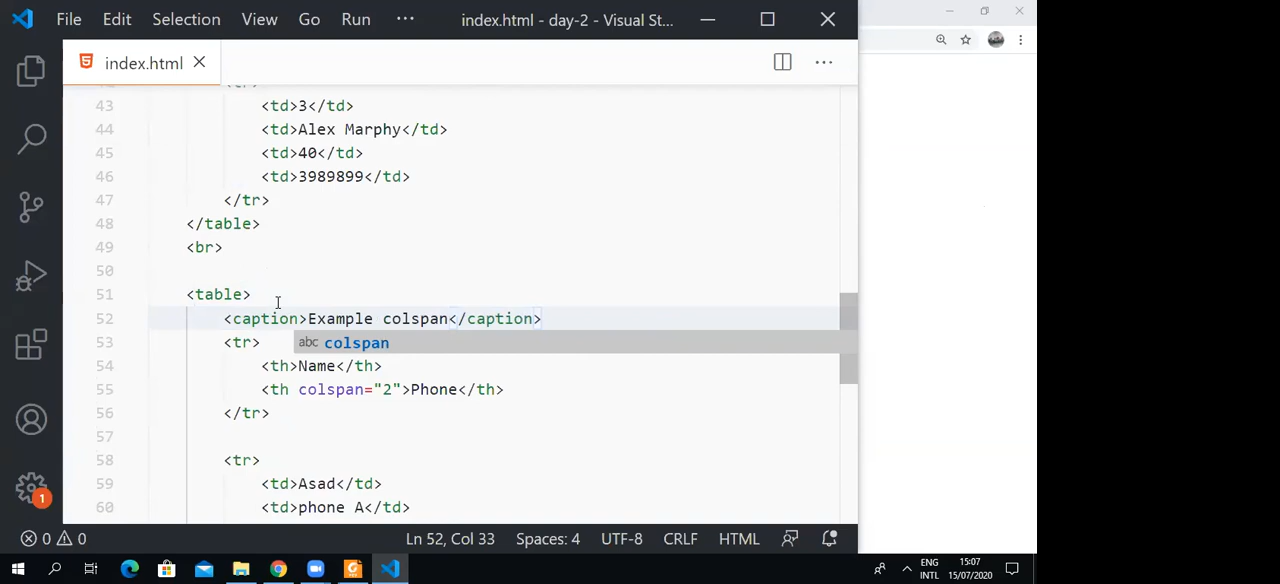 File Edit Selection View Go Run ··· index.html - day-2 - Visual St...
index.html
43 <td>3</td>
44 <td>Alex Marphy</td>
45 <td>40</td>
46 <td>3989899</td>
47 </tr>
48 </table>
49 <br>
50
51 <table>
52 <caption>Example colspan</caption>
abc colspan
53 <tr>
54 <th>Name</th>
55 <th colspan="2">Phone</th>
56 </tr>
57
58 <tr>
59 <td>Asad</td>
60 <td>phone A</td>
1
0 0 Ln 52, Col 33 Spaces: 4 UTF-8 CRLF HTML
ENG 15:07
INTL 15/07/2020